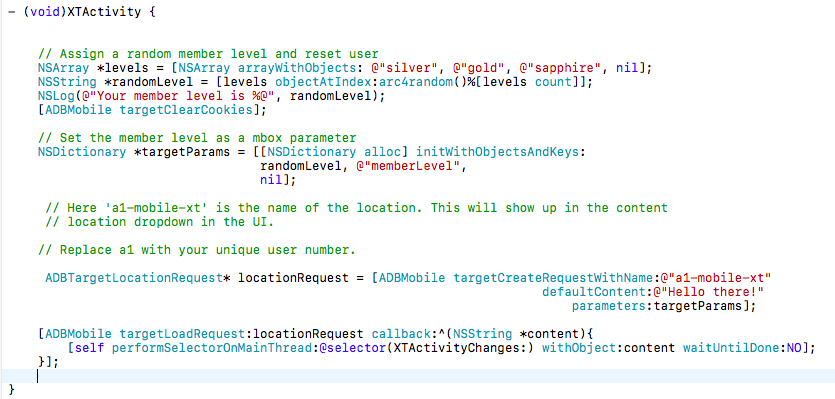 - (void)XTActivity {
// Assign a random member level and reset user
NSArray *levels = [NSArray arrayWithObjects: @"silver", @"gold", @"sapphire", nil];
NSString *randomLevel = [levels objectAtIndex:arc4random()%[levels count]];
NSLog(@"Your member level is %@", randomLevel);
[ADBMobile targetClearCookies];
// Set the member level as a mbox parameter
NSDictionary *targetParams = [[NSDictionary alloc] initWithObjectsAndKeys:
randomLevel, @"memberLevel",
nil];
// Here 'a1-mobile-xt' is the name of the location. This will show up in the content
// location dropdown in the UI.
// Replace a1 with your unique user number.
ADBTargetLocationRequest* locationRequest = [ADBMobile targetCreateRequestWithName:@"a1-mobile-xt"
defaultContent:@"Hello there!"
parameters:targetParams];
[ADBMobile targetLoadRequest:locationRequest callback:^(NSString *content){
[self performSelectorOnMainThread:@selector(XTActivityChanges:) withObject:content waitUntilDone:NO];
}];
}